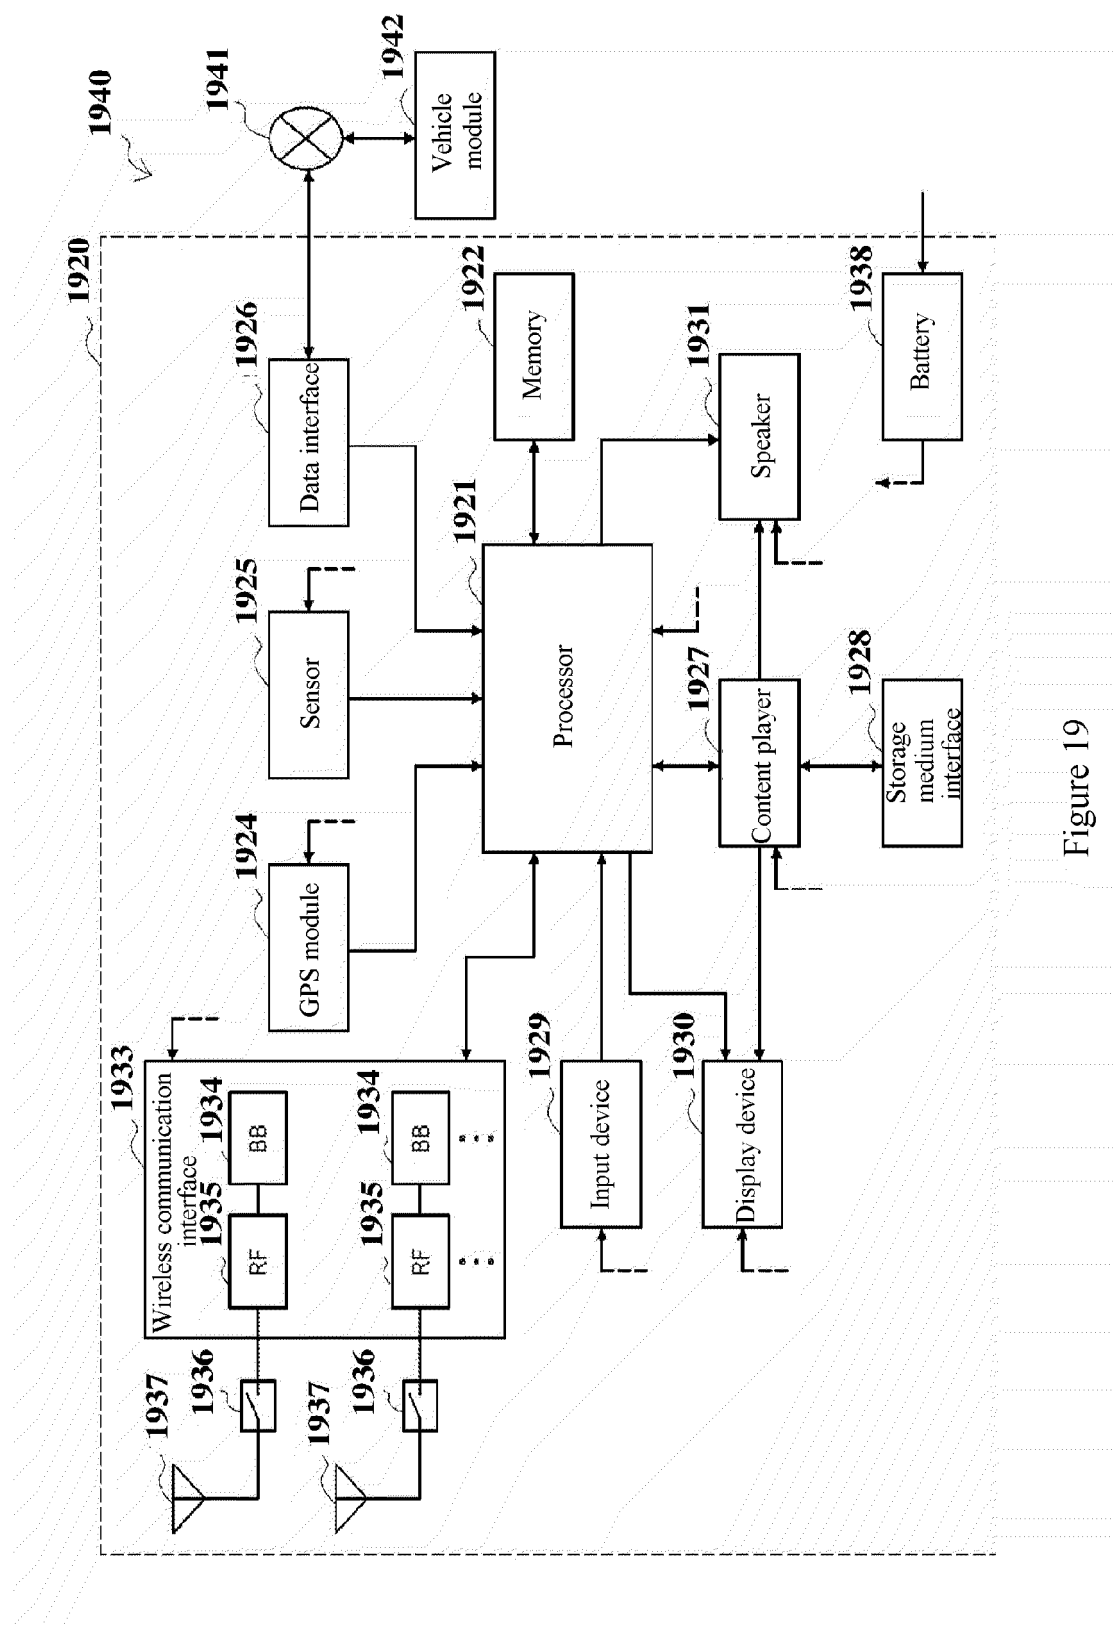 1937
1937
1936
1936
1933
Wireless communication
interface
1935
1934
RF
BB
1935
1934
RF
BB
1924
GPS module
1925
Sensor
1926
Data interface
1920
1940
1941
1942
Vehicle
module
1929
Input device
1921
Processor
1922
Memory
1930
Display device
1927
Content player
1931
Speaker
1928
Storage
medium
interface
1938
Battery
Figure 19